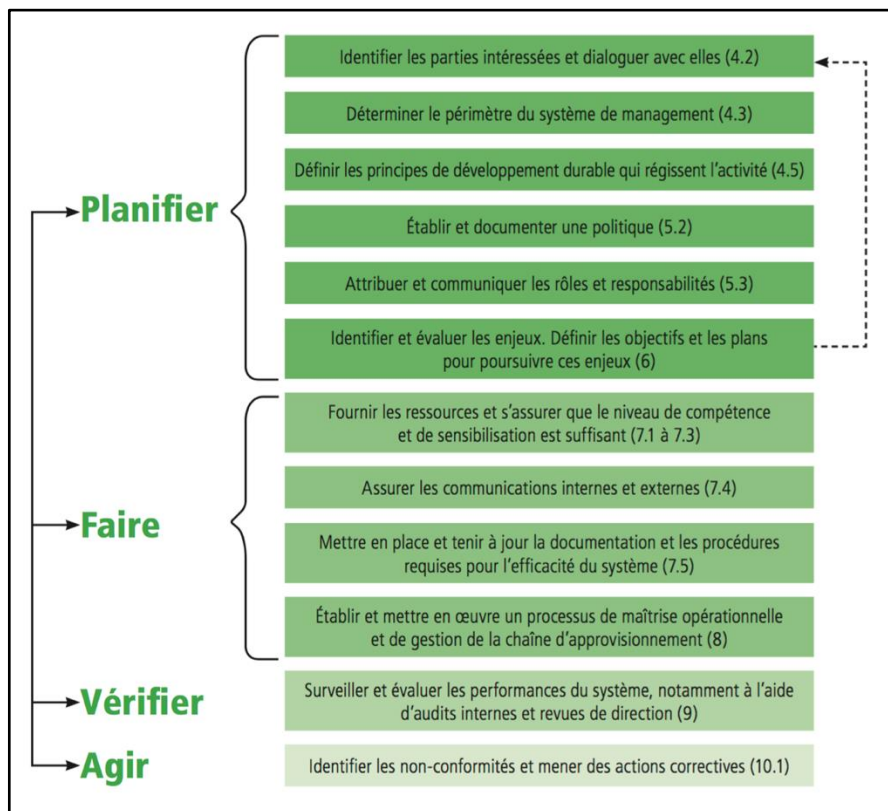 Planifier
Identifier les parties intéressées et dialoguer avec elles (4.2)
Déterminer le périmètre du système de management (4.3)
Définir les principes de développement durable qui régissent l’activité (4.5)
Établir et documenter une politique (5.2)
Attribuer et communiquer les rôles et responsabilités (5.3)
Identifier et évaluer les enjeux. Définir les objectifs et les plans
pour poursuivre ces enjeux (6)
Faire
Fournir les ressources et s’assurer que le niveau de compétence
et de sensibilisation est suffisant (7.1 à 7.3)
Assurer les communications internes et externes (7.4)
Mettre en place et tenir à jour la documentation et les procédures
requises pour l’efficacité du système (7.5)
Établir et mettre en œuvre un processus de maîtrise opérationnelle
et de gestion de la chaîne d’approvisionnement (8)
Vérifier
Surveiller et évaluer les performances du système, notamment à l’aide
d’audits internes et revues de direction (9)
Agir
Identifier les non-conformités et mener des actions correctives (10.1)